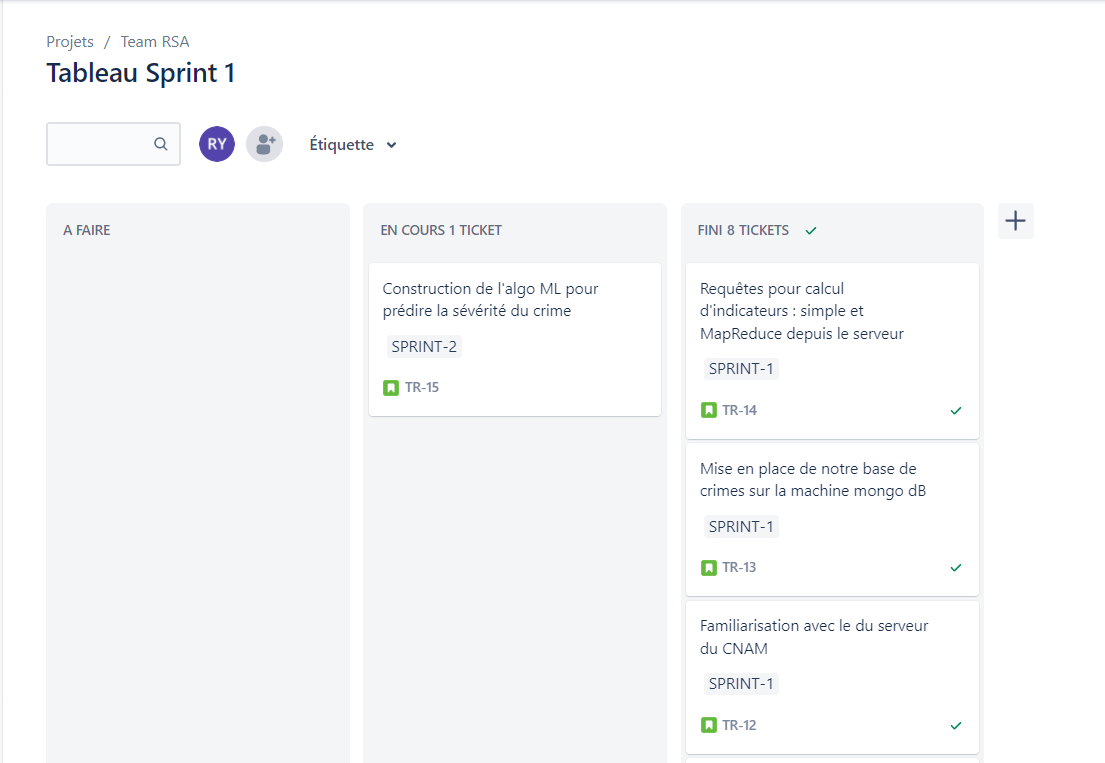 Projets / Team RSA
Tableau Sprint 1
RY
Étiquette
A FAIRE
EN COURS 1 TICKET
Construction de l'algo ML pour
prédire la sévérité du crime
SPRINT-2
TR-15
FINI 8 TICKETS
Requêtes pour calcul
d'indicateurs : simple et
MapReduce depuis le serveur
SPRINT-1
TR-14
Mise en place de notre base de
crimes sur la machine mongo dB
SPRINT-1
TR-13
Familiarisation avec le du serveur
du CNAM
SPRINT-1
TR-12